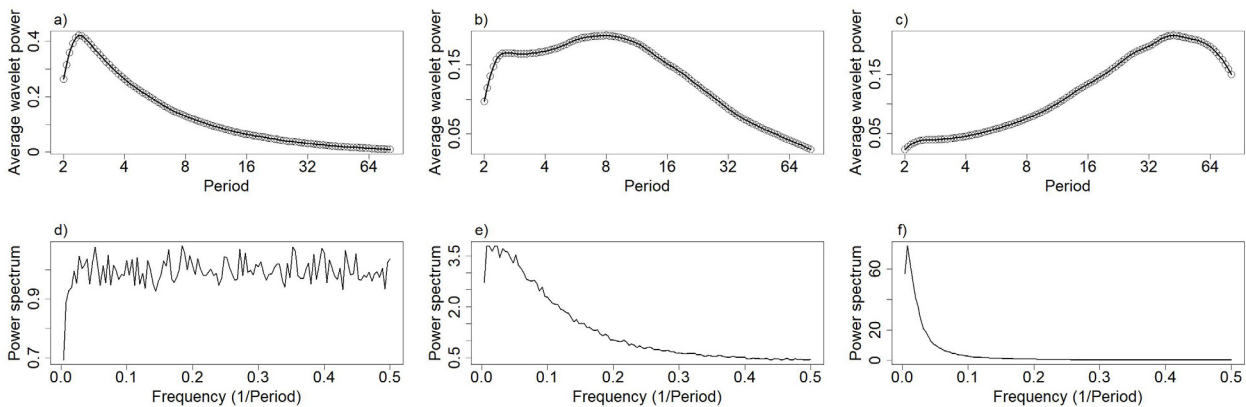 a)
Average wavelet power
0.4
0.2
0
2 4 8 16 32 64
Period
b)
Average wavelet power
0.15
0.05
2 4 8 16 32 64
Period
c)
Average wavelet power
0.15
0.05
2 4 8 16 32 64
Period
d)
Power spectrum
0.9
0.7
0.0 0.1 0.2 0.3 0.4 0.5
Frequency (1/Period)
e)
Power spectrum
3.5
2.0
0.5
0.0 0.1 0.2 0.3 0.4 0.5
Frequency (1/Period)
f)
Power spectrum
60
20
0
0.0 0.1 0.2 0.3 0.4 0.5
Frequency (1/Period)